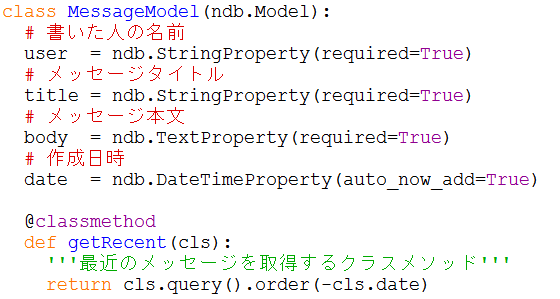 class MessageModel(ndb.Model):
  # 書いた人の名前
  user  = ndb.StringProperty(required=True)
  # メッセージタイトル
  title = ndb.StringProperty(required=True)
  # メッセージ本文
  body  = ndb.TextProperty(required=True)
  # 作成日時
  date  = ndb.DateTimeProperty(auto_now_add=True)

  @classmethod
  def getRecent(cls):
    '''最近のメッセージを取得するクラスメソッド'''
    return cls.query().order(-cls.date)